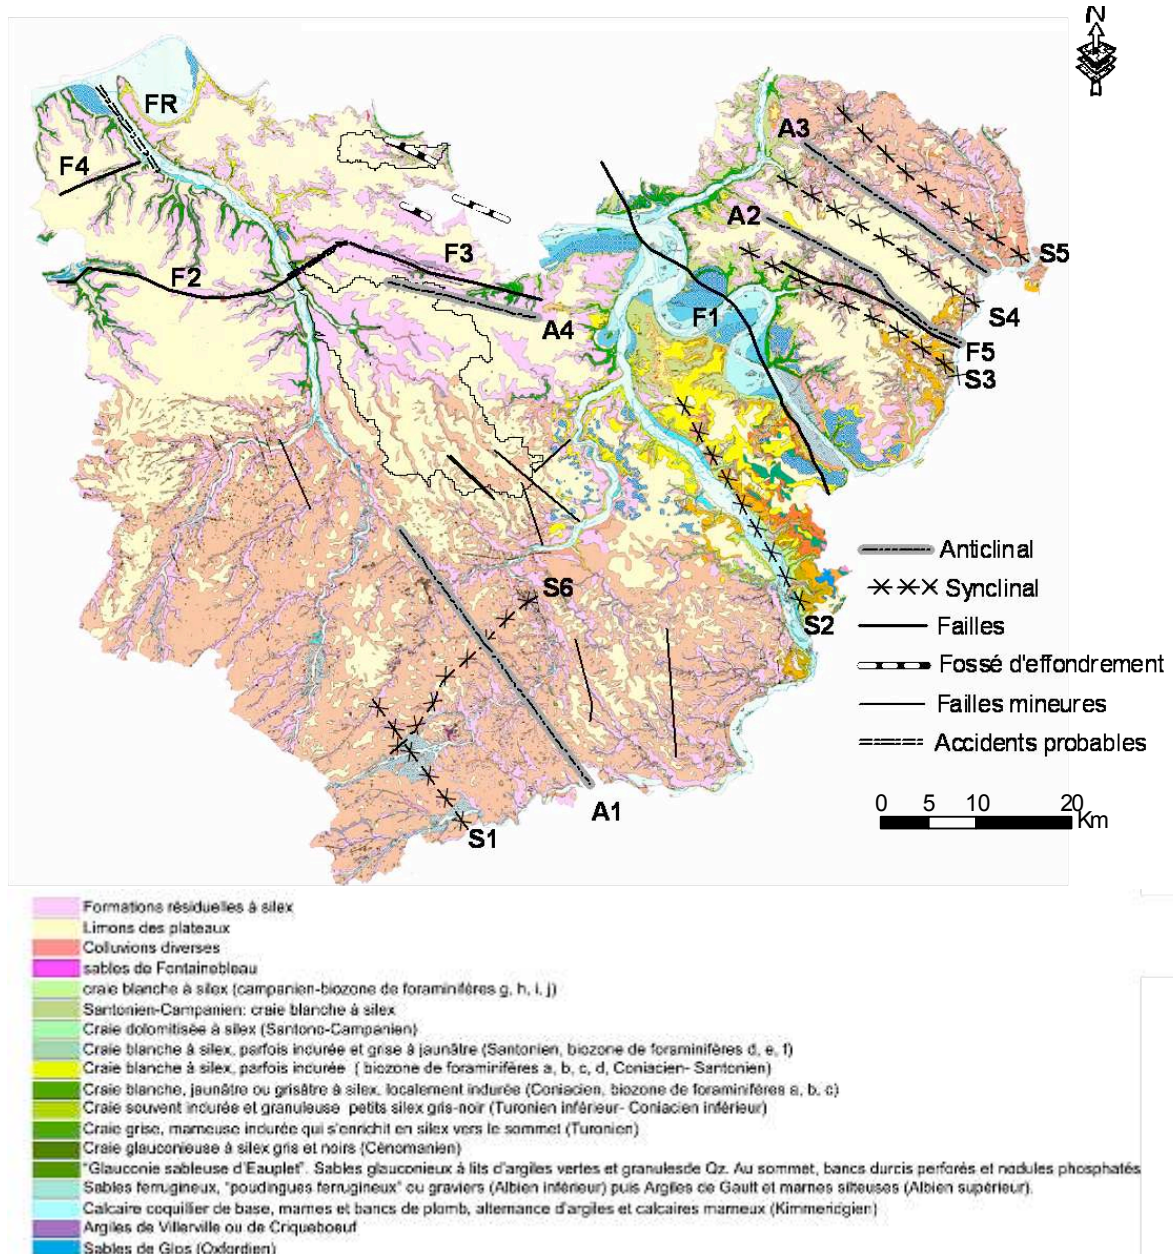 N
FR
F4
A3
A2
F3
F2
S5
A4
F1
S4
F5
S3
Anticlinal
S6
Synclinal
S2
Failles
Fossé d'effondrement
Failles mineures
Accidents probables
A1
S1
0 5 10 20
Km
Formations résiduelles à silex
Limons des plateaux
Colluvions diverses
sables de Fontainebleau
craie blanche à silex (campanien-biozone de foraminifères g, h, i, j)
Santonien-Campanien: craie blanche à silex
Craie dolomitisée à silex (Santono-Campanien)
Craie blanche à silex, parfois indurée et grise à jaunâtre (Santonien, biozone de foraminifères d, e, f)
Craie blanche à silex, parfois indurée ( biozone de foraminifères a, b, c, d, Coniacien- Santonien)
Craie blanche, jaunâtre ou grisâtre à silex, localement indurée (Coniacien, biozone de foraminifères a, b, c)
Craie souvent indurée et granuleuse petits silex gris-noir (Turonien inférieur- Coniacien inférieur)
Craie grise, marneuse indurée qui s'enrichit en silex vers le sommet (Turonien)
Craie glauconieuse à silex gris et noirs (Cénomanien)
"Glauconie sableuse d'Eauplet". Sables glauconieux à lits d'argiles vertes et granulesde Qz. Au sommet, bancs durcis perforés et nodules phosphatés
Sables ferrugineux, "poudingues ferrugineux" ou graviers (Albien inférieur) puis Argiles de Gault et marnes silteuses (Albien supérieur).
Calcaire coquillier de base, marnes et bancs de plomb, alternance d'argiles et calcaires marneux (Kimmeridgien)
Argiles de Villerville ou de Criqueboeuf
Sables de Glos (Oxfordien)